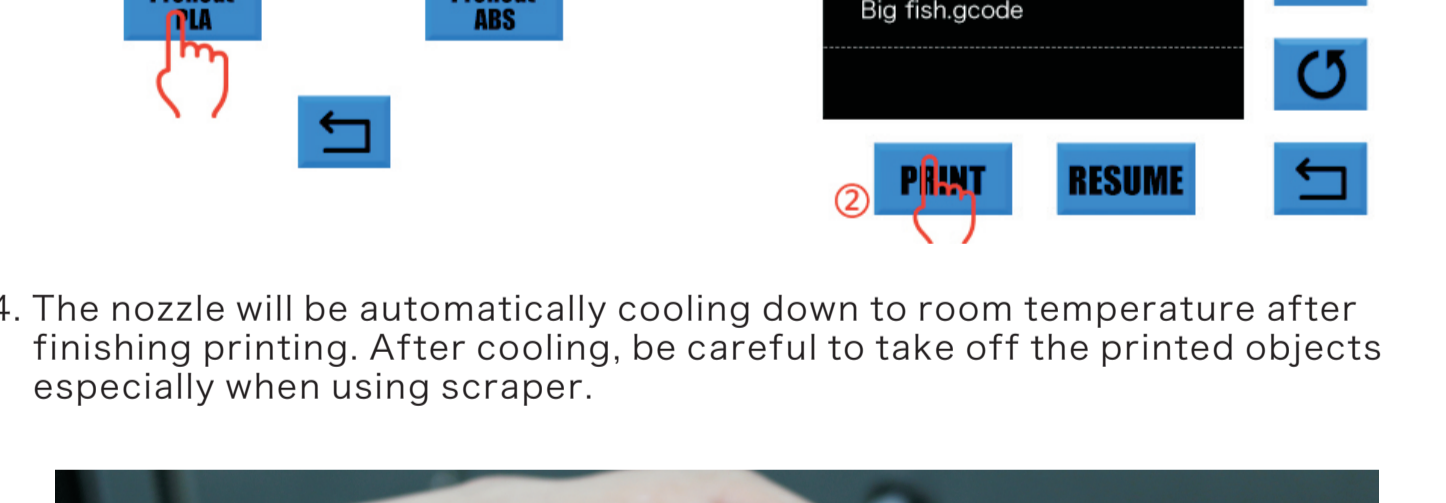 PLA
ABS
Big fish.gcode
② PRINT
RESUME
4. The nozzle will be automatically cooling down to room temperature after
finishing printing. After cooling, be careful to take off the printed objects
especially when using scraper.